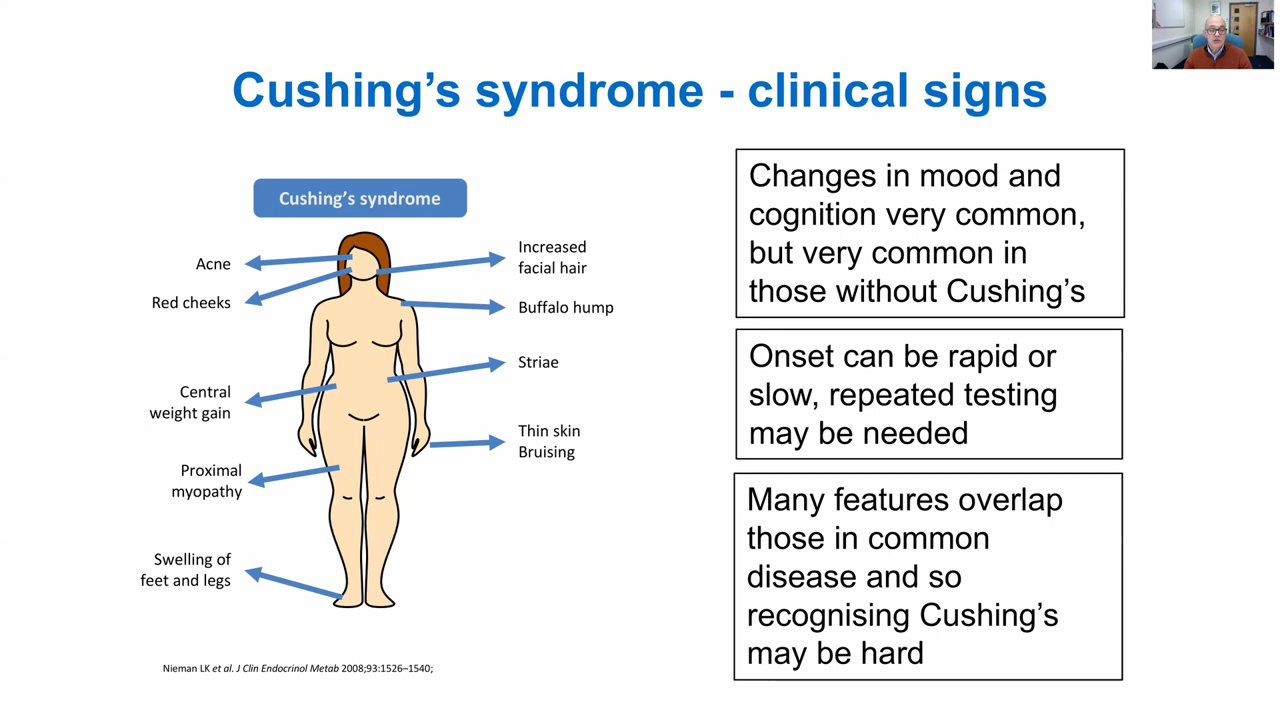 Cushing's syndrome - clinical signs
Cushing's syndrome
Acne
Red cheeks
Central
weight gain
Proximal
myopathy
Swelling of
feet and legs
Increased
facial hair
Buffalo hump
Striae
Thin skin
Bruising
Nieman LK et al. J Clin Endocrinol Metab 2008;93:1526–1540;
Changes in mood and
cognition very common,
but very common in
those without Cushing's
Onset can be rapid or
slow, repeated testing
may be needed
Many features overlap
those in common
disease and so
recognising Cushing's
may be hard